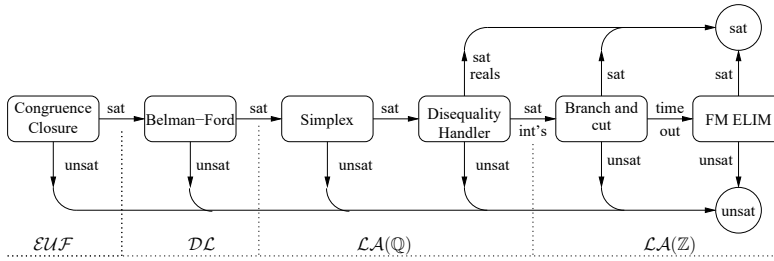 sat
sat
reals
sat
sat
Congruence
Closure
sat
Belman−Ford
sat
Simplex
sat
Disequality
Handler
sat
int's
Branch and
cut
time
out
FM ELIM
unsat
unsat
unsat
unsat
unsat
unsat
unsat
ℰ𝒰ℱ
𝒟ℒ
ℒ𝒜(ℚ)
ℒ𝒜(ℤ)